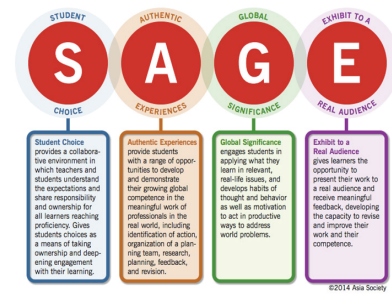 STUDENT
AUTHENTIC
GLOBAL
EXHIBIT TO A
S
A
G
E
CHOICE
EXPERIENCES
SIGNIFICANCE
REAL AUDIENCE
Student Choice
provides a collabora-
tive environment in
which teachers and
students understand
the expectations and
share responsibility
and ownership for
all learners reaching
proficiency. Gives
students choices as
a means of taking
ownership and deep-
ening engagement
with their learning.
Authentic Experiences
provide students
with a range of oppor-
tunities to develop
and demonstrate
their growing global
competence in the
meaningful work of
professionals in the
real world, including
identification of action,
organization of a plan-
ning team, research,
planning, feedback,
and revision.
Global Significance
engages students in
applying what they
learn in relevant,
real-life issues, and
develops habits of
thought and behavior
as well as motivation
to act in productive
ways to address
world problems.
Exhibit to a
Real Audience
gives learners the
opportunity to
present their work to
a real audience and
receive meaningful
feedback, developing
the capacity to revise
and improve their
work and their
competence.
©2014 Asia Society